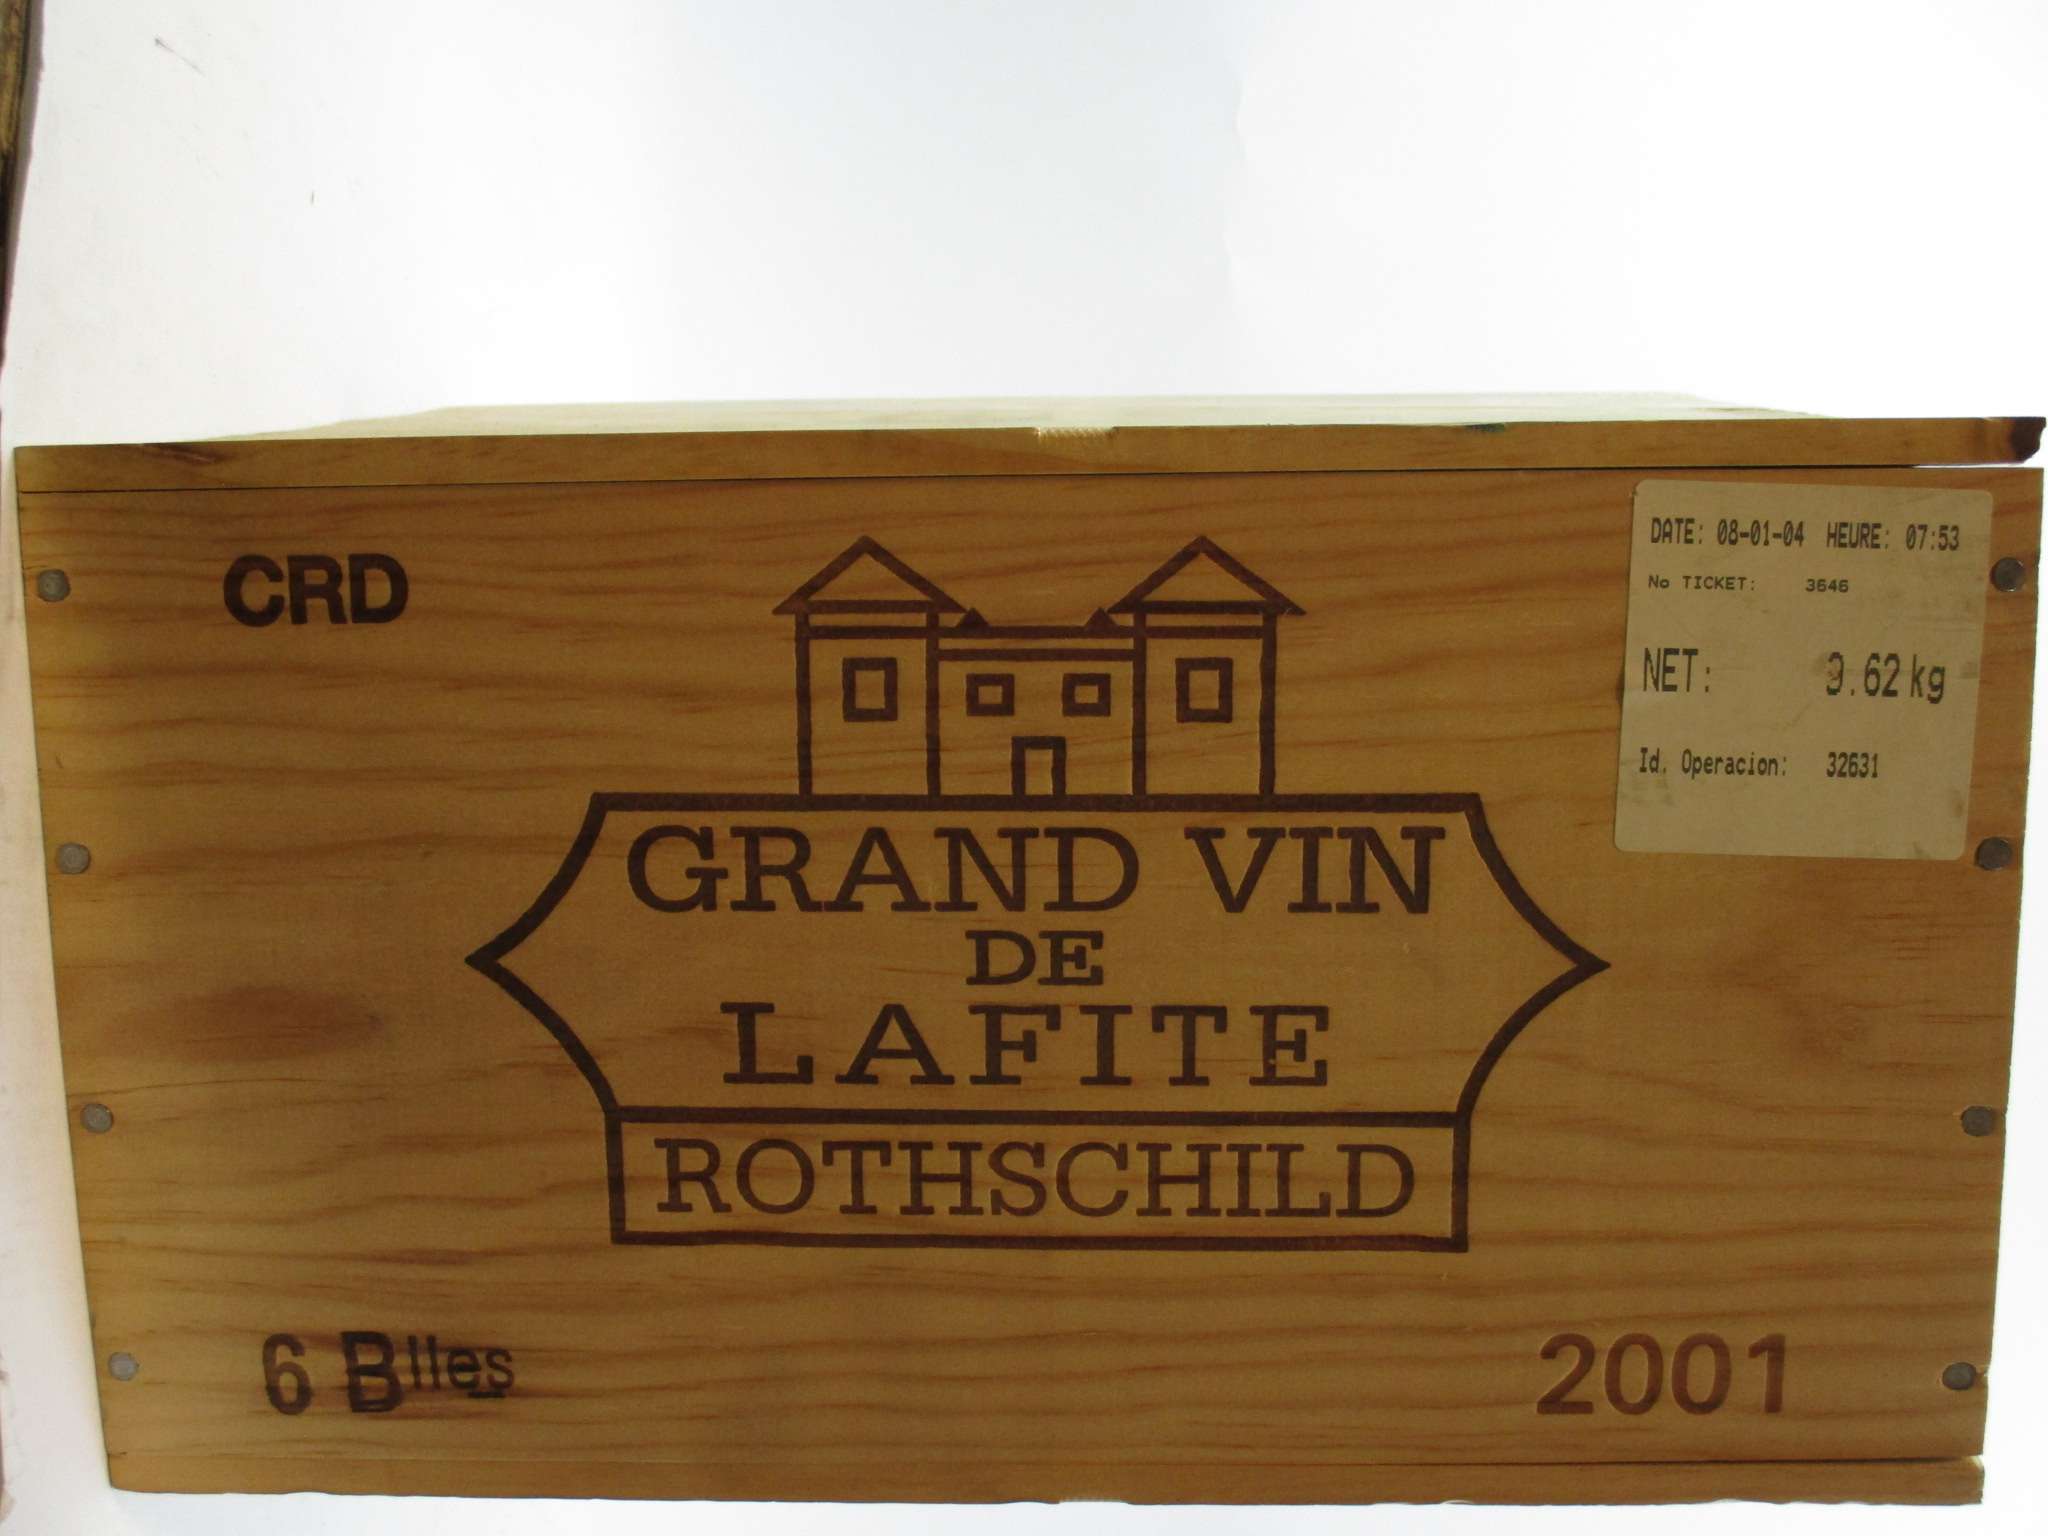 DATE: 08-01-04 HEURE: 07:53
No TICKET: 3646
NET: 9.62 kg
Id. Operacion: 32631
CRD
GRAND VIN
DE
LAFITE
ROTHSCHILD
6 Blles
2001